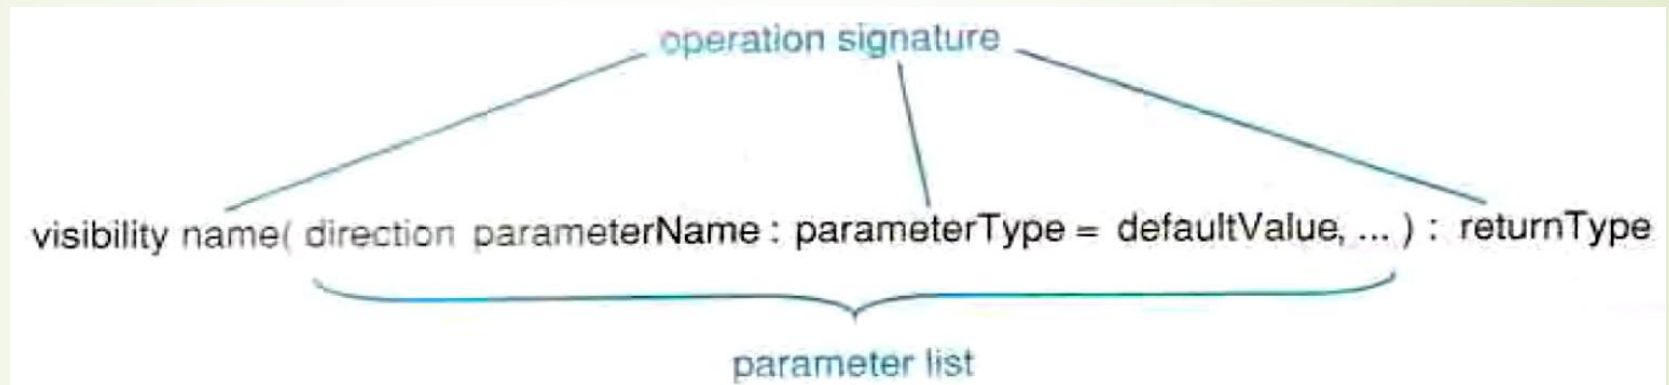 operation signature
visibility name( direction parameterName : parameterType = defaultValue, ... ) : returnType
parameter list